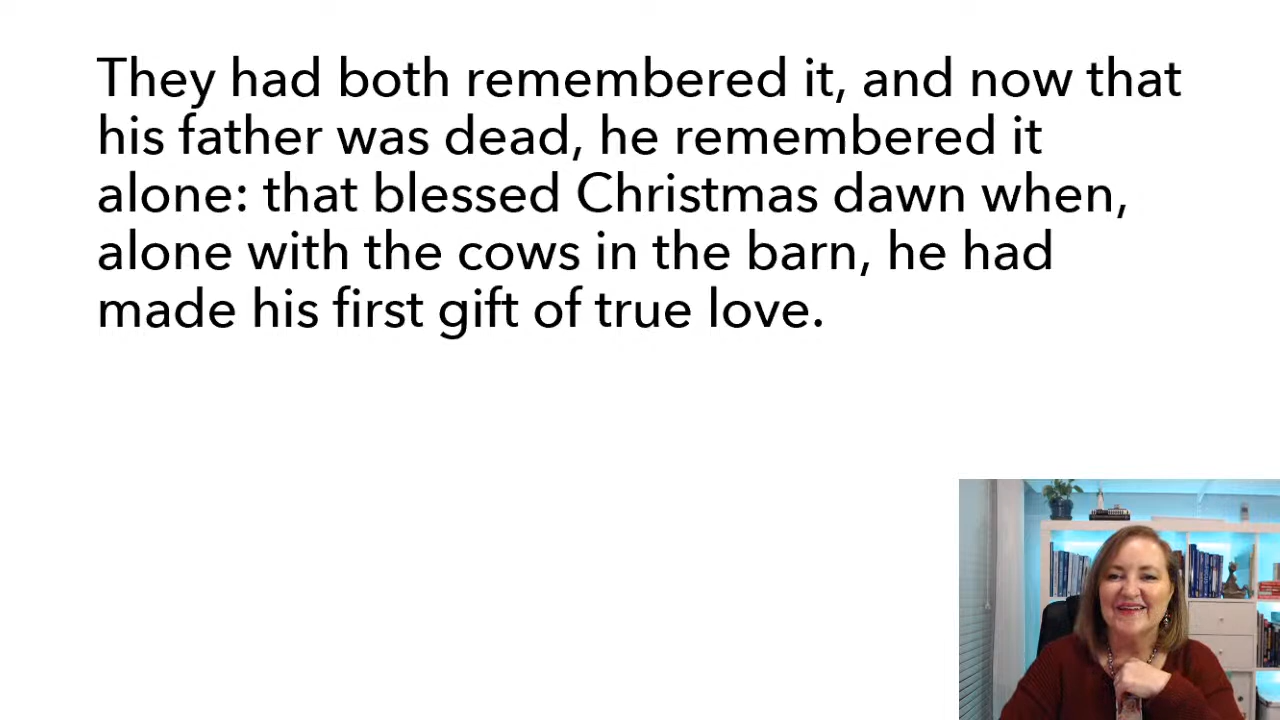 They had both remembered it, and now that
his father was dead, he remembered it
alone: that blessed Christmas dawn when,
alone with the cows in the barn, he had
made his first gift of true love.